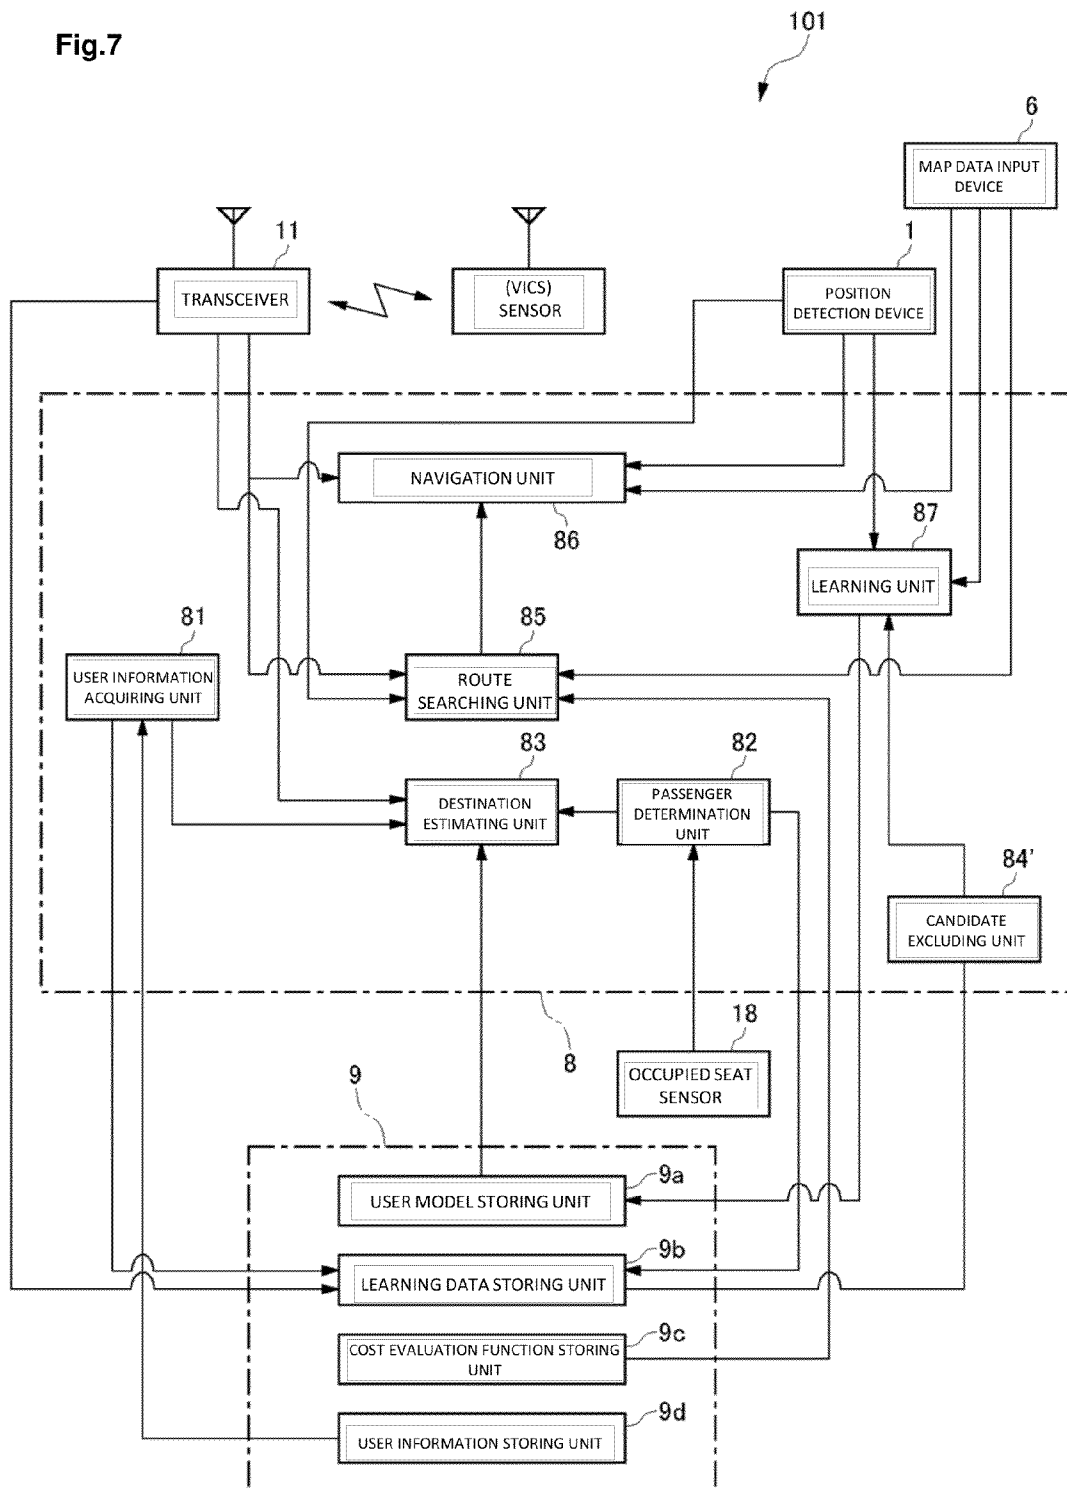 Fig.7
101
6
MAP DATA INPUT
DEVICE
11
TRANSCEIVER
(VICS)
SENSOR
1
POSITION
DETECTION DEVICE
NAVIGATION UNIT
86
87
LEARNING UNIT
81
USER INFORMATION
ACQUIRING UNIT
85
ROUTE
SEARCHING UNIT
83
DESTINATION
ESTIMATING UNIT
82
PASSENGER
DETERMINATION
UNIT
84'
CANDIDATE
EXCLUDING UNIT
8
18
OCCUPIED SEAT
SENSOR
9
9a
USER MODEL STORING UNIT
9b
LEARNING DATA STORING UNIT
9c
COST EVALUATION FUNCTION STORING
UNIT
9d
USER INFORMATION STORING UNIT